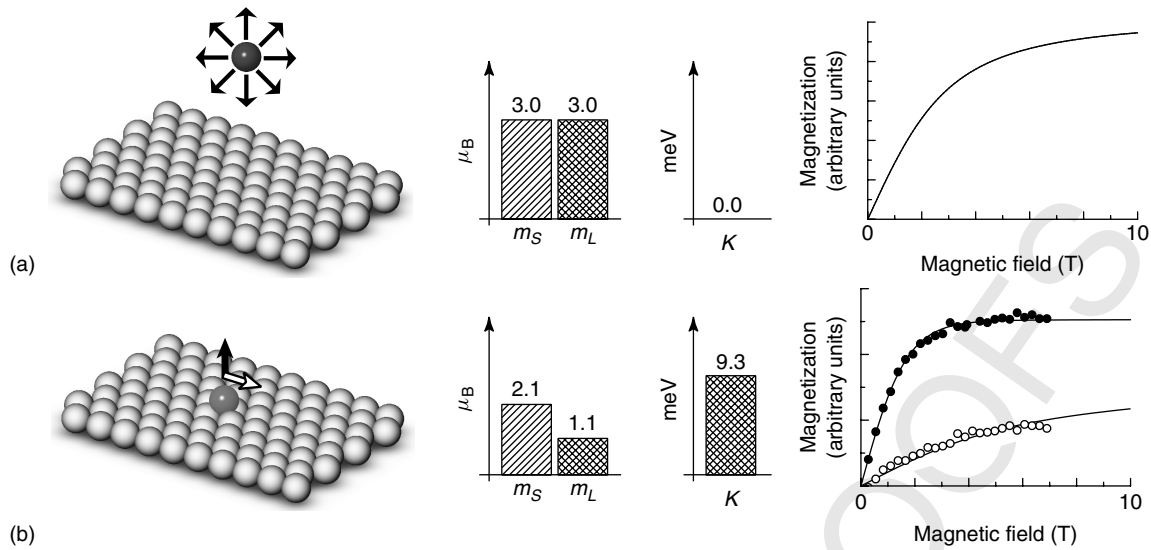 (a)
μB
3.0
3.0
mS
mL
meV
0.0
K
Magnetization
(arbitrary units)
0
10
Magnetic field (T)
(b)
μB
2.1
1.1
mS
mL
meV
9.3
K
Magnetization
(arbitrary units)
0
10
Magnetic field (T)
OOFS